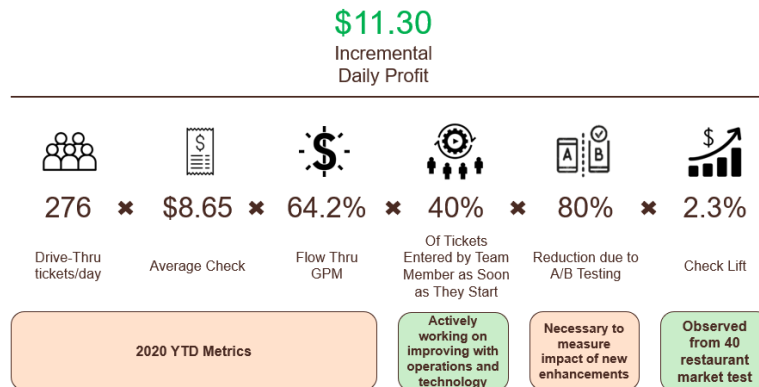 $11.30
Incremental
Daily Profit
$
$
A B
$
276 ✖ $8.65 ✖ 64.2% ✖ 40% ✖ 80% ✖ 2.3%
Drive-Thru
tickets/day
Average Check
Flow Thru
GPM
Of Tickets
Entered by Team
Member as Soon
as They Start
Reduction due to
A/B Testing
Check Lift
2020 YTD Metrics
Actively
working on
improving with
operations and
technology
Necessary to
measure
impact of new
enhancements
Observed
from 40
restaurant
market test